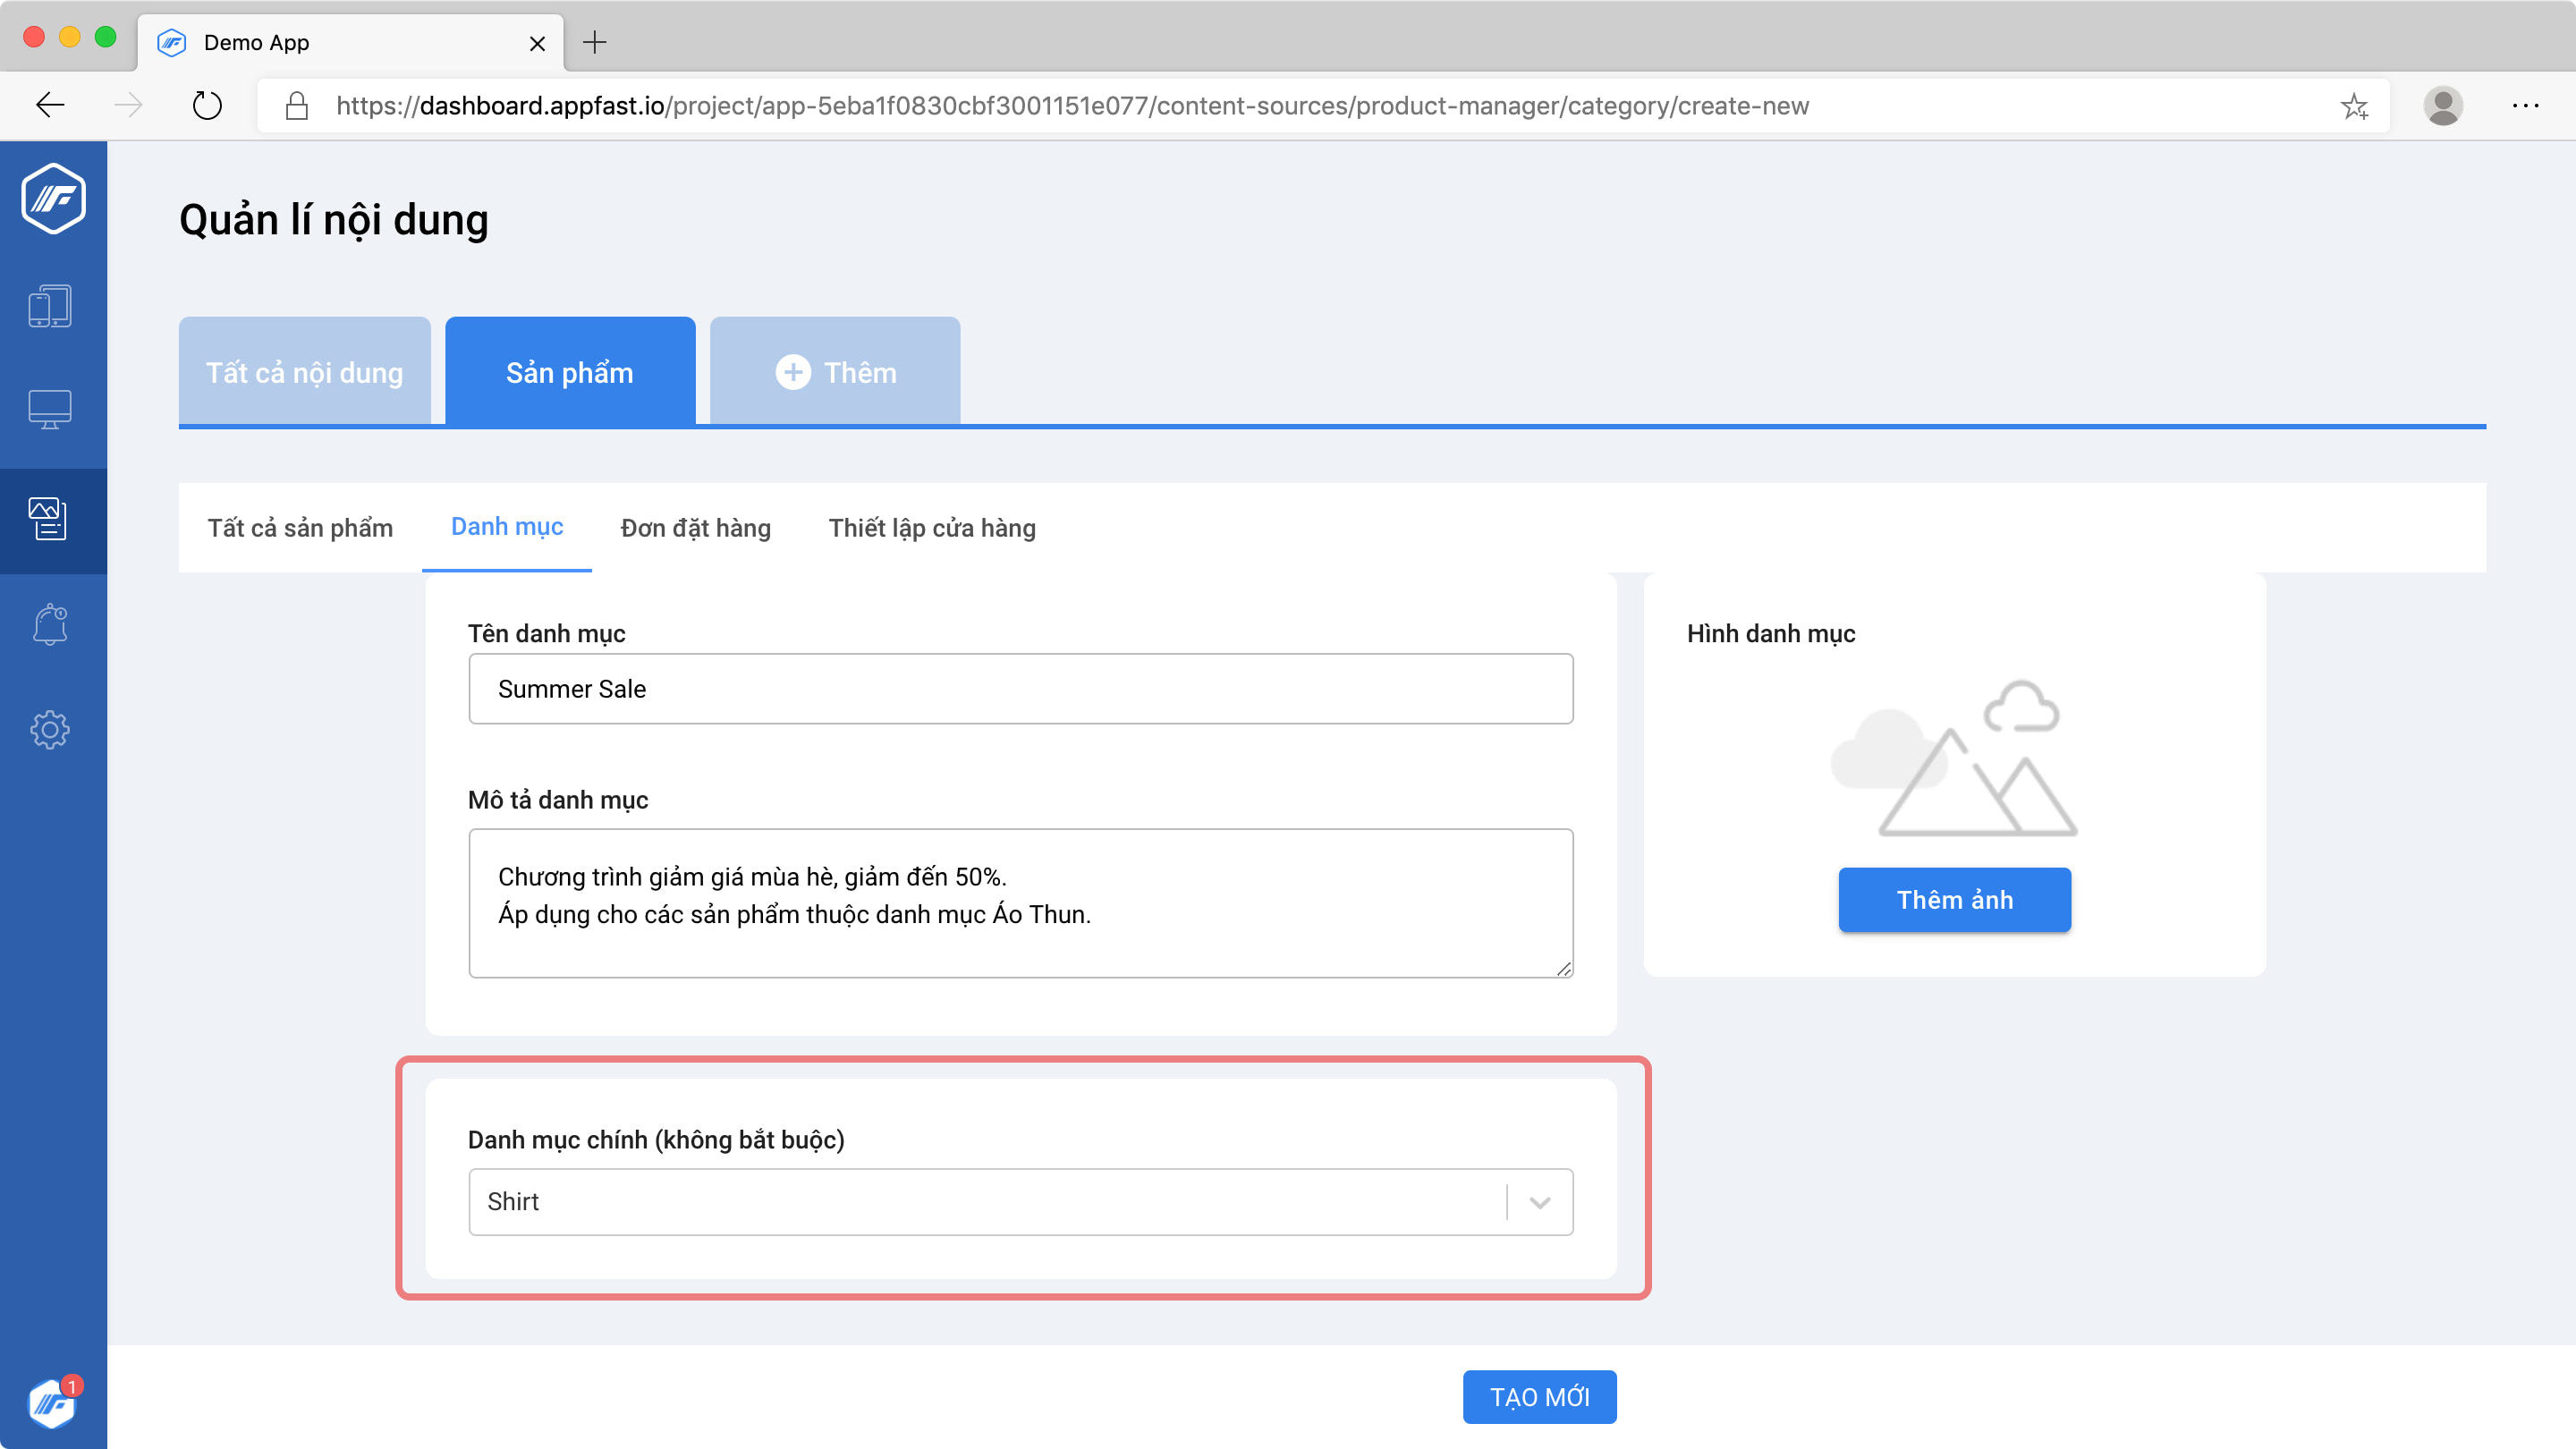 Demo App
https://dashboard.appfast.io/project/app-5eba1f0830cbf3001151e077/content-sources/product-manager/category/create-new
Quản lí nội dung
Tất cả nội dung
Sản phẩm
Thêm
Tất cả sản phẩm
Danh mục
Đơn đặt hàng
Thiết lập cửa hàng
Tên danh mục
Summer Sale
Mô tả danh mục
Chương trình giảm giá mùa hè, giảm đến 50%.
Áp dụng cho các sản phẩm thuộc danh mục Áo Thun.
Hình danh mục
Thêm ảnh
Danh mục chính (không bắt buộc)
Shirt
TẠO MỚI
1